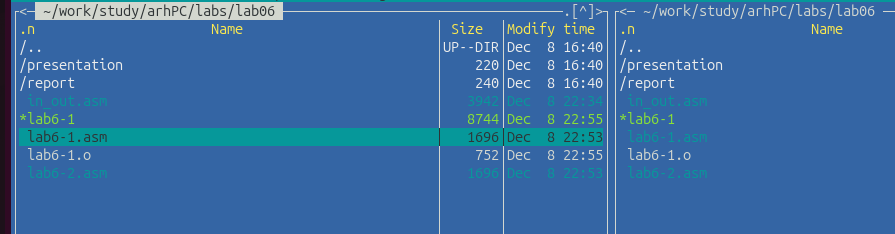 <─ ~/work/study/arhPC/labs/lab06 ─.[^]>
.n Name Size Modify time
/.. UP--DIR Dec 8 16:40
/presentation 220 Dec 8 16:40
/report 240 Dec 8 16:40
in_out.asm 3942 Dec 8 22:34
*lab6-1 8744 Dec 8 22:55
lab6-1.asm 1696 Dec 8 22:53
lab6-1.o 752 Dec 8 22:55
lab6-2.asm 1696 Dec 8 22:53
<─ ~/work/study/arhPC/labs/lab06
.n Name
/..
/presentation
/report
in_out.asm
*lab6-1
lab6-1.asm
lab6-1.o
lab6-2.asm